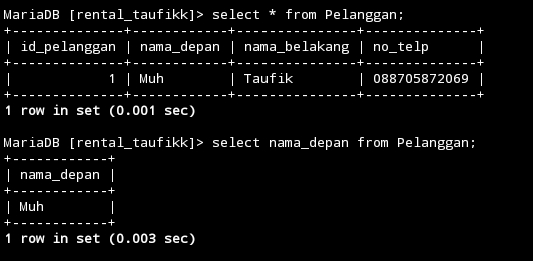 MariaDB [rental_taufikk]> select * from Pelanggan;
+--------------+------------+---------------+--------------+
| id_pelanggan | nama_depan | nama_belakang | no_telp      |
+--------------+------------+---------------+--------------+
|            1 | Muh        | Taufik        | 088705872069 |
+--------------+------------+---------------+--------------+
1 row in set (0.001 sec)

MariaDB [rental_taufikk]> select nama_depan from Pelanggan;
+------------+
| nama_depan |
+------------+
| Muh        |
+------------+
1 row in set (0.003 sec)